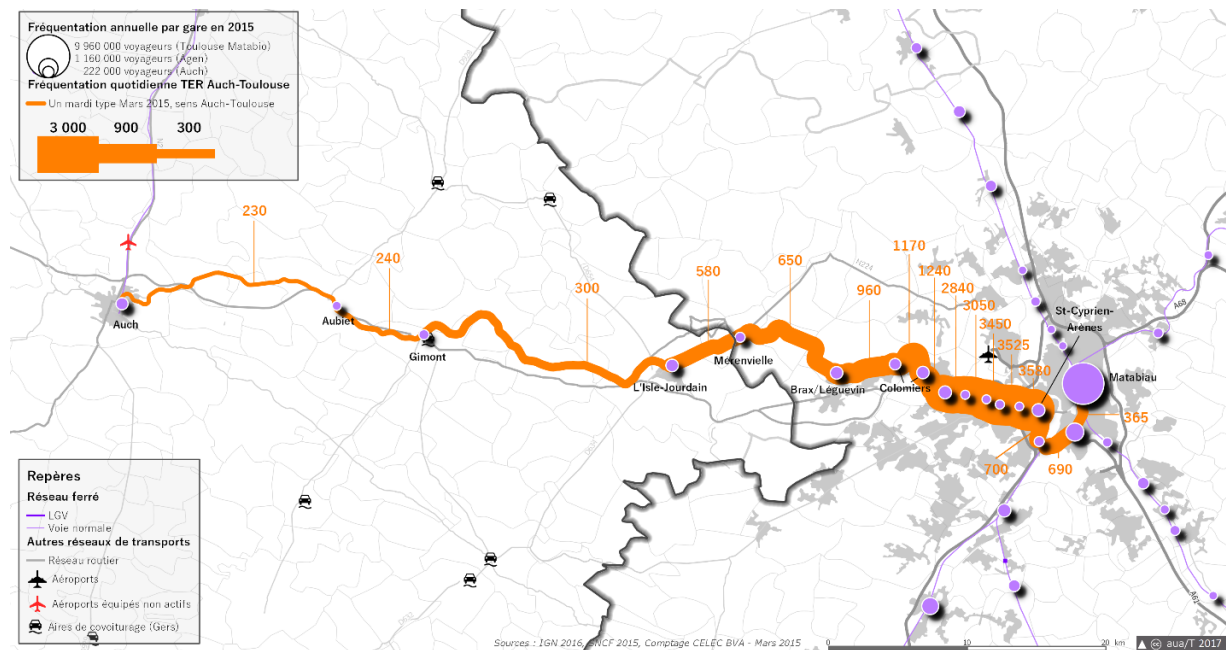 Fréquentation annuelle par gare en 2015
9 960 000 voyageurs (Toulouse Matabio)
1 160 000 voyageurs (Agen)
222 000 voyageurs (Auch)
Fréquentation quotidienne TER Auch-Toulouse
Un mardi type Mars 2015, sens Auch-Toulouse
3 000 900 300
230
240
300
580
650
960
1170
1240
2840
3050
3450
3525
3580
St-Cyprien-
Arènes
N224
A68
Auch
Aubiet
Gimont
L'Isle-Jourdain
Mérenvielle
Brax/Léguevin
Colomiers
Matabiau
365
700
690
A61
Repères
Réseau ferré
LGV
Voie normale
Autres réseaux de transports
Réseau routier
Aéroports
Aéroports équipés non actifs
Aires de covoiturage (Gers)
Sources : IGN 2016, SNCF 2015, Comptage CELEC BVA - Mars 2015
0 10 20 km
cc aua/T 2017